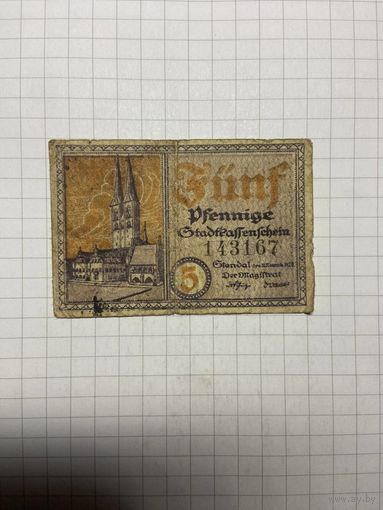 Fünf
Pfennige
Stadtkassenschein
143167
Stendal
Der Magistrat
5
www.ay.by